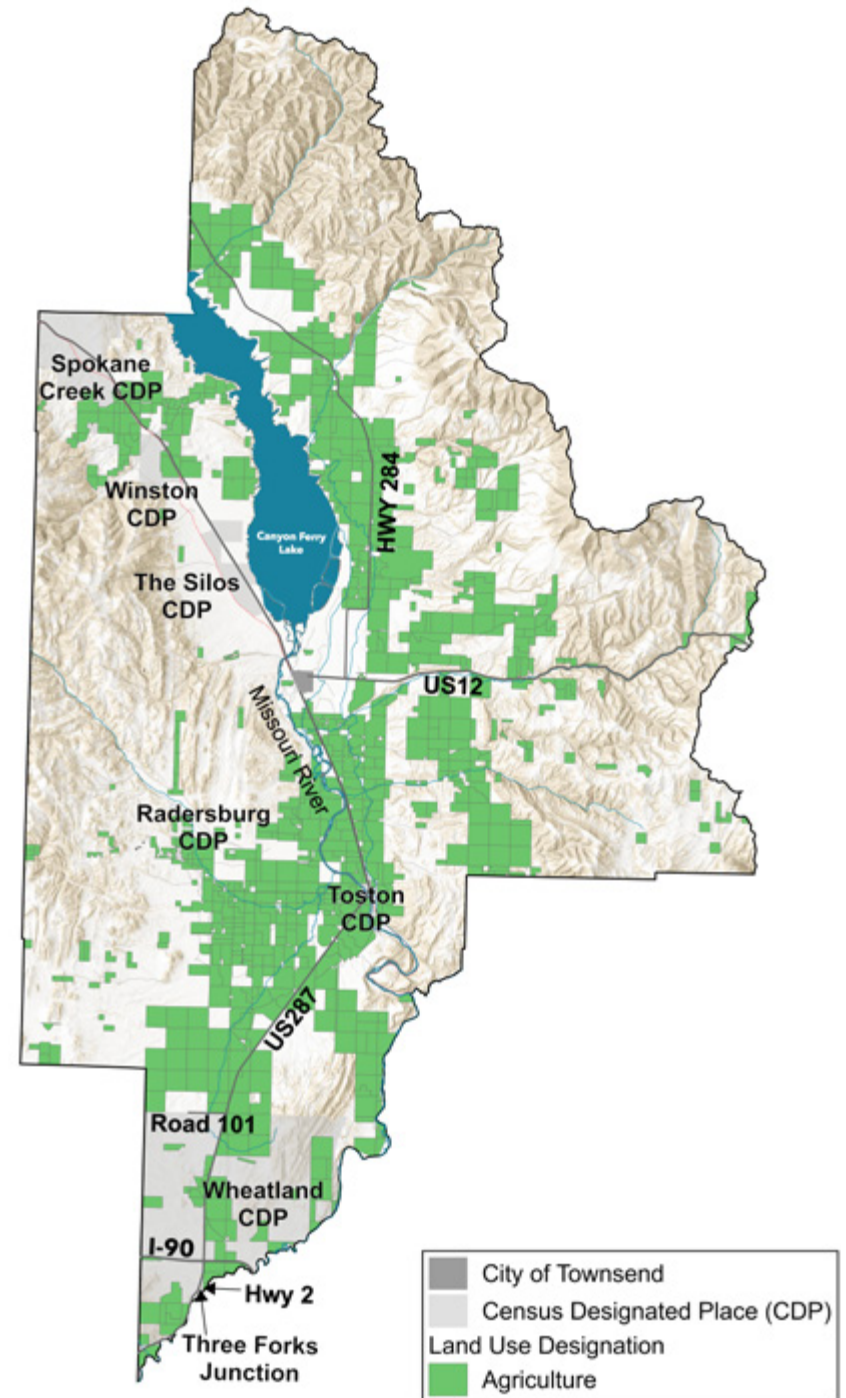 Spokane
Creek CDP
Winston
CDP
HWY 284
Canyon Ferry
Lake
The Silos
CDP
US12
Missouri River
Radersburg
CDP
Toston
CDP
US287
Road 101
Wheatland
CDP
I-90
Hwy 2
Three Forks
Junction
City of Townsend
Census Designated Place (CDP)
Land Use Designation
Agriculture